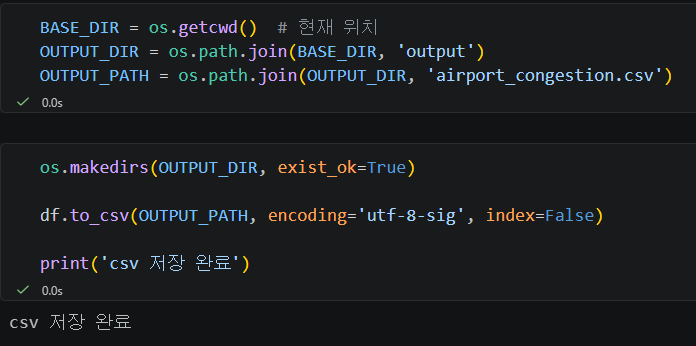 BASE_DIR = os.getcwd()  # 현재 위치
OUTPUT_DIR = os.path.join(BASE_DIR, 'output')
OUTPUT_PATH = os.path.join(OUTPUT_DIR, 'airport_congestion.csv')
0.0s
os.makedirs(OUTPUT_DIR, exist_ok=True)
df.to_csv(OUTPUT_PATH, encoding='utf-8-sig', index=False)
print('csv 저장 완료')
0.0s
csv 저장 완료